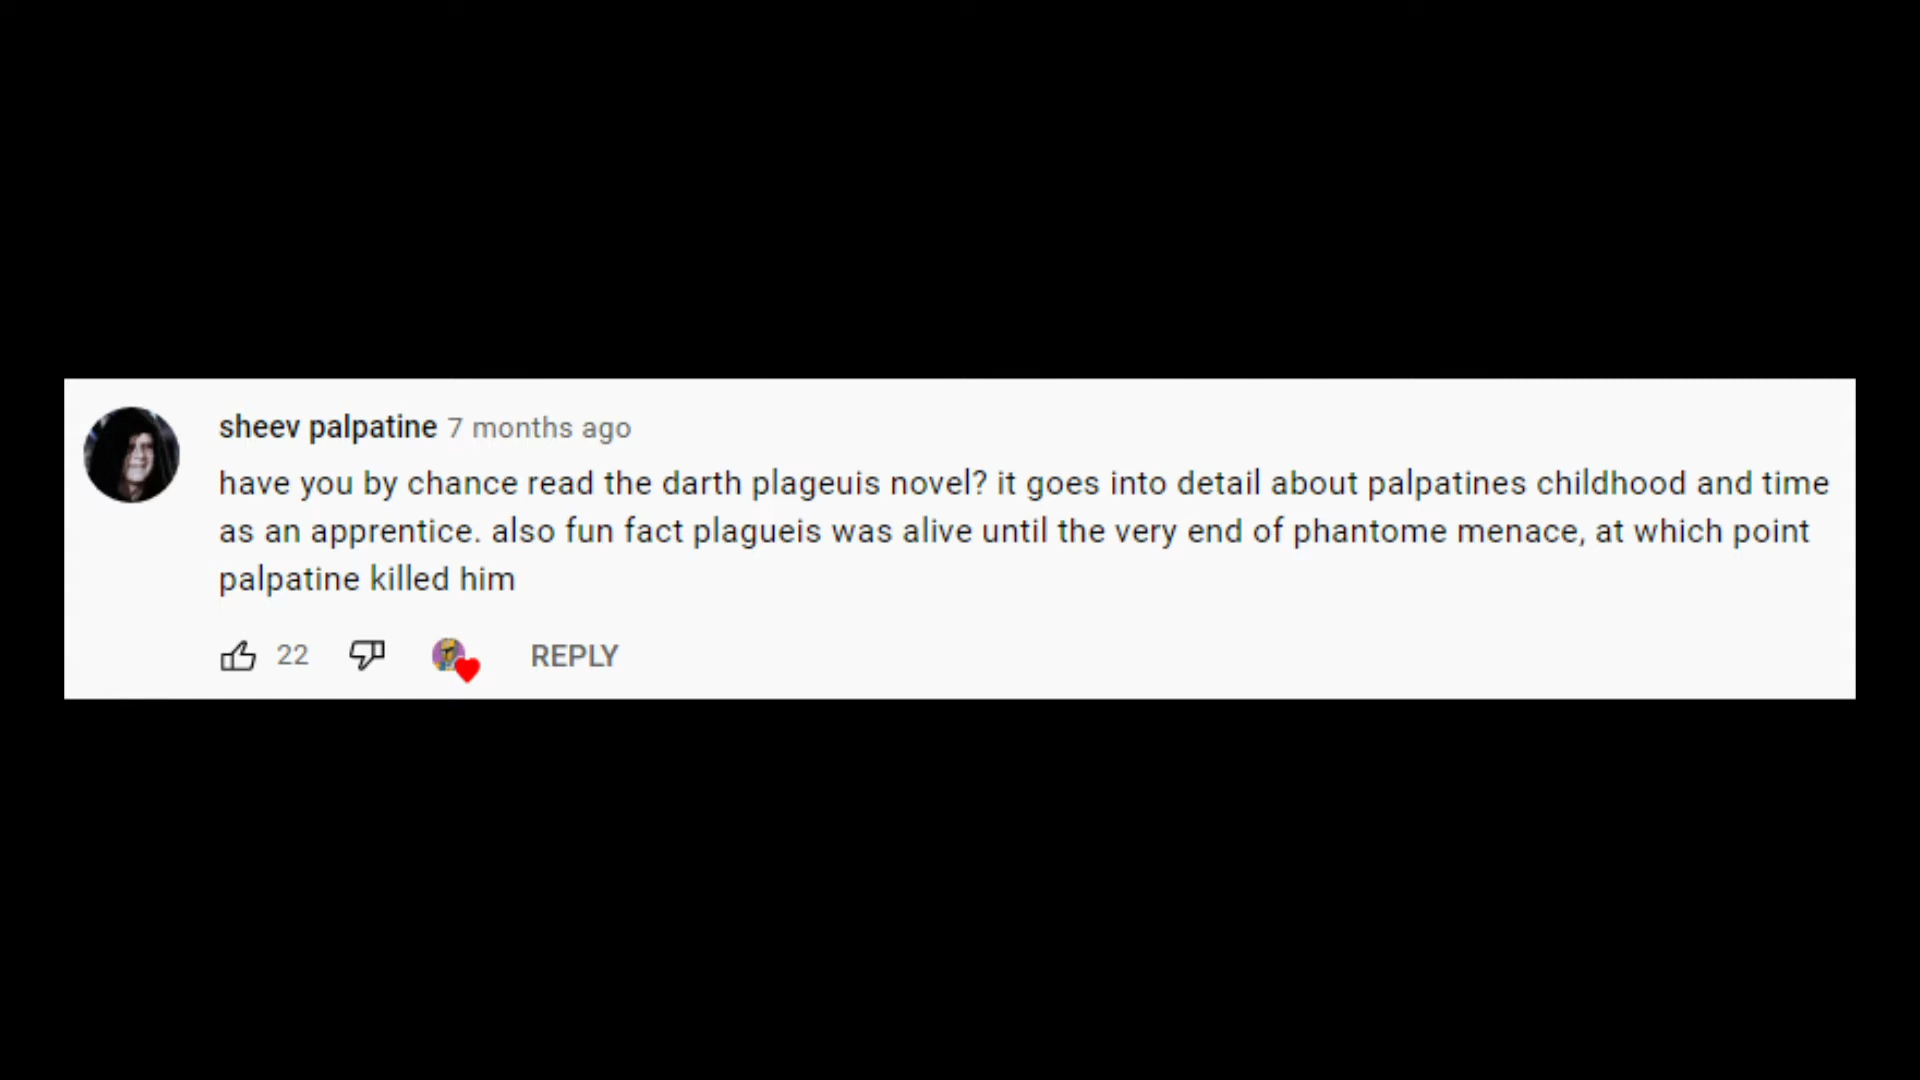 sheev palpatine 7 months ago
have you by chance read the darth plageuis novel? it goes into detail about palpatines childhood and time
as an apprentice. also fun fact plagueis was alive until the very end of phantome menace, at which point
palpatine killed him
22 REPLY